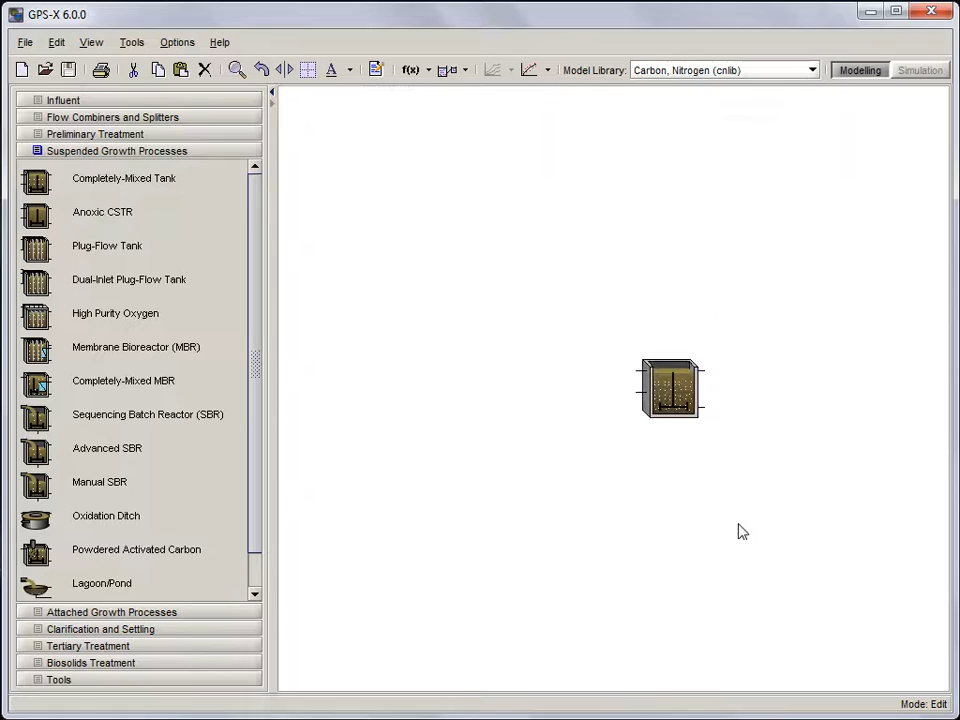 GPS-X 6.0.0
File Edit View Tools Options Help
A f(x) Model Library: Carbon, Nitrogen (cnlib) Modelling Simulation
Influent
Flow Combiners and Splitters
Preliminary Treatment
Suspended Growth Processes
Completely-Mixed Tank
Anoxic CSTR
Plug-Flow Tank
Dual-Inlet Plug-Flow Tank
High Purity Oxygen
Membrane Bioreactor (MBR)
Completely-Mixed MBR
Sequencing Batch Reactor (SBR)
Advanced SBR
Manual SBR
Oxidation Ditch
Powdered Activated Carbon
Lagoon/Pond
Attached Growth Processes
Clarification and Settling
Tertiary Treatment
Biosolids Treatment
Tools
Mode: Edit